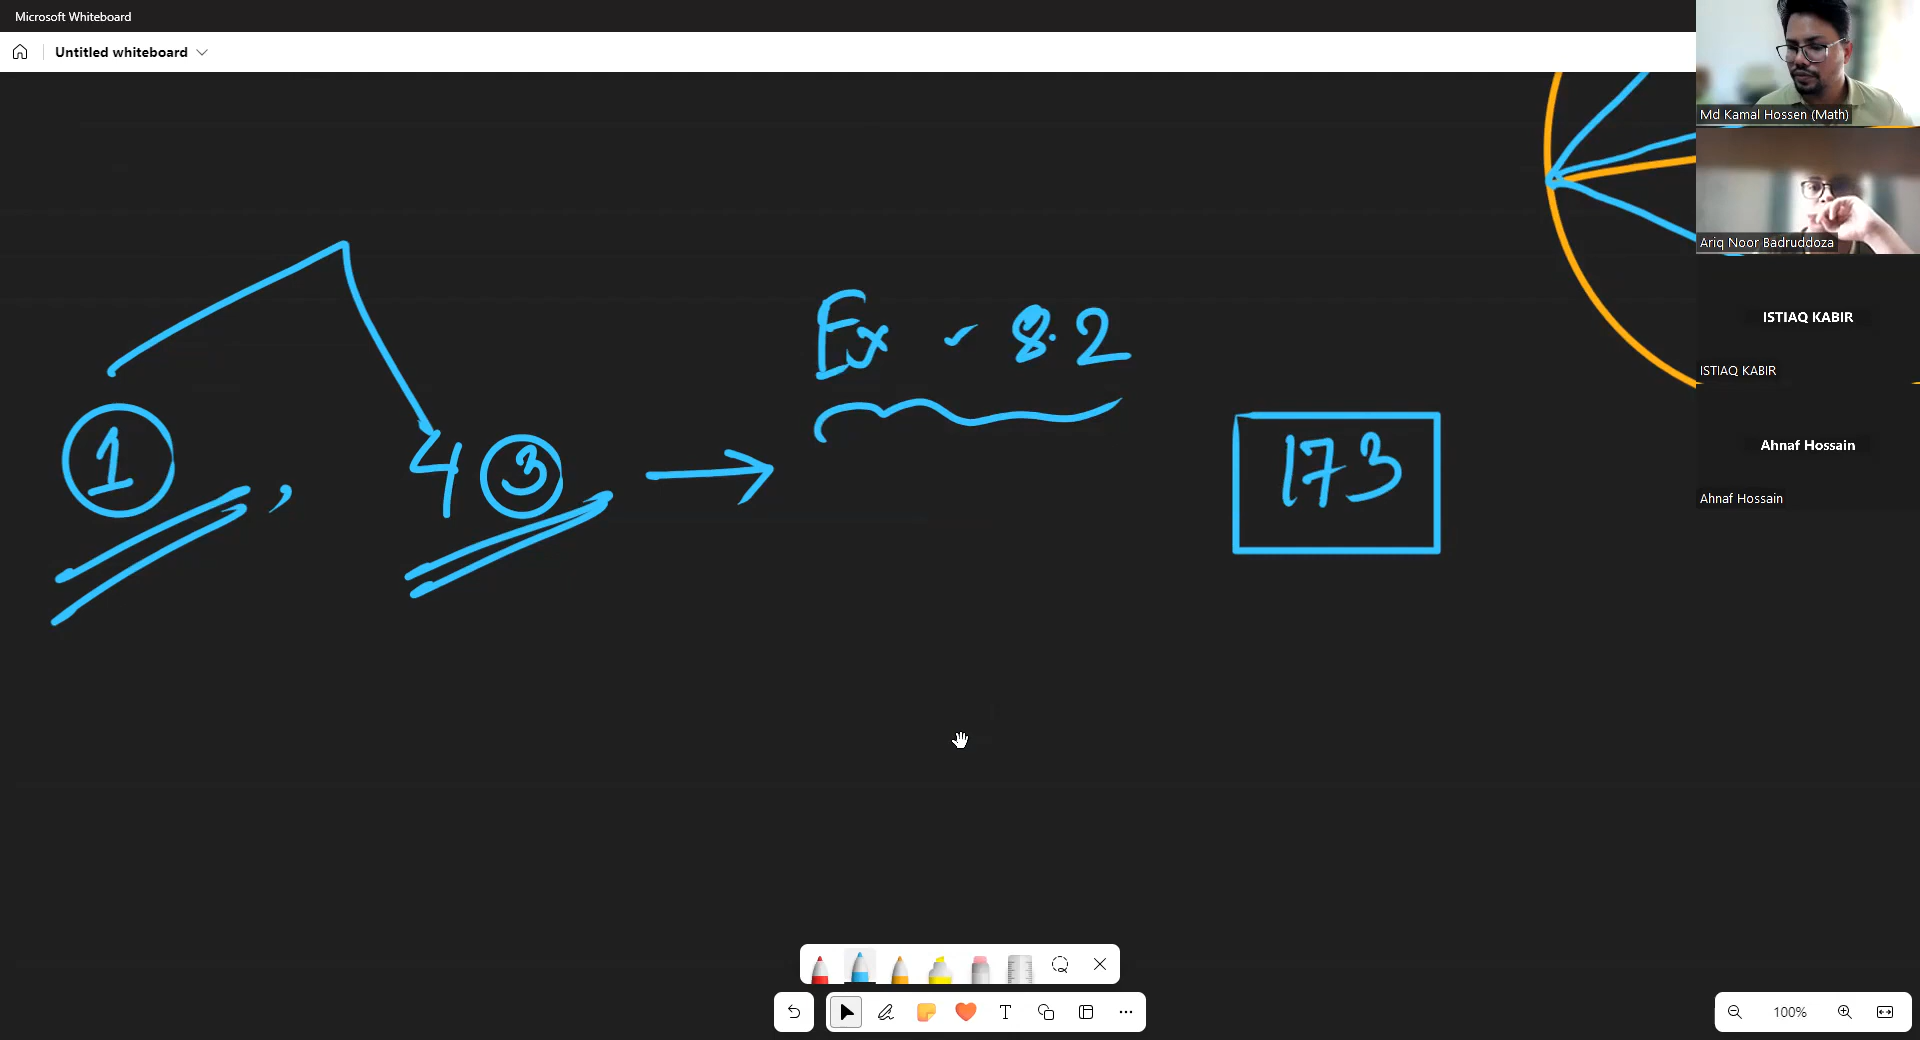 Microsoft Whiteboard
Untitled whiteboard
Md Kamal Hossen (Math)
Ariq Noor Badruddoza
ISTIAQ KABIR
ISTIAQ KABIR
Ahnaf Hossain
Ahnaf Hossain
Ex - 8.2
1, 4 3 →
173
100%